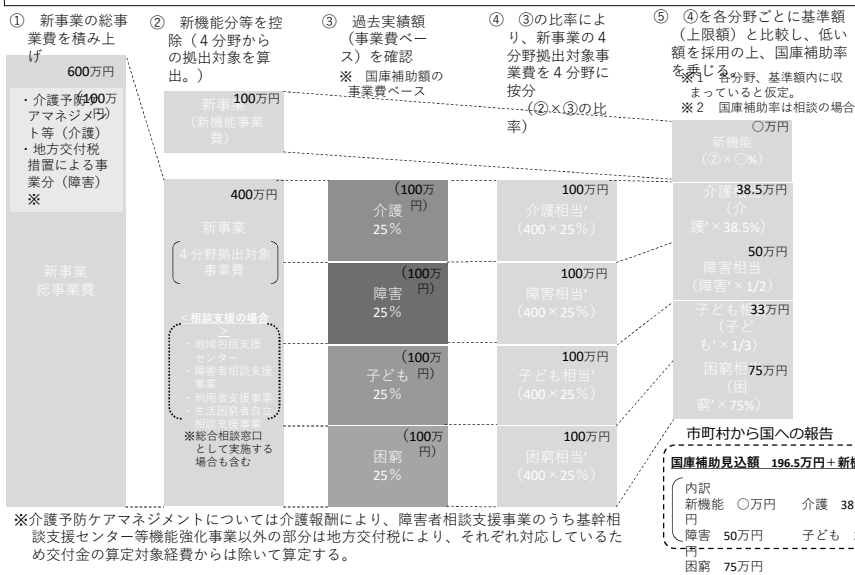 ① 新事業の総事
業費を積み上
げ
② 新機能分等を控
除（４分野から
の拠出対象を算
出。）
③ 過去実績額
（事業費ベー
ス）を確認
※ 国庫補助額の
事業費ベース
④ ③の比率によ
り、新事業の４
分野拠出対象事
業費を４分野に
按分
（②×③の比
率）
⑤ ④を各分野ごとに基準額
（上限額）と比較し、低い
額を採用の上、国庫補助率
を乗じる。
※１ 各分野、基準額内に収
まっていると仮定。
※２ 国庫補助率は相談の場合
600万円
（100万
円）
・介護予防ケ
アマネジメン
ト等（介護）
・地方交付税
措置による事
業分（障害）
※
新事業
総事業費
100万円
新事業
（新機能事業
費）
400万円
新事業
４分野拠出対象
事業費
＜相談支援の場合
＞
・地域包括支援
センター
・障害者相談支援
事業
・利用者支援事業
・生活困窮者自立
相談支援事業
※総合相談窓口
として実施する
場合も含む
（100万
円）
介護
25％
（100万
円）
障害
25％
（100万
円）
子ども
25％
（100万
円）
困窮
25％
100万円
介護相当’
（400×25％）
100万円
障害相当’
（400×25％）
100万円
子ども相当’
（400×25％）
100万円
困窮相当’
（400×25％）
○万円
新機能
（②×○%）
38.5万円
（介
護’×38.5％）
50万円
障害相当
（障害’×1/2）
33万円
（子ど
も’×1/3）
75万円
（困
窮’×75％）
市町村から国への報告
国庫補助見込額 196.5万円＋新機
内訳
新機能 ○万円 介護 38
円
障害 50万円 子ども
円
困窮 75万円
※介護予防ケアマネジメントについては介護報酬により、障害者相談支援事業のうち基幹相
談支援センター等機能強化事業以外の部分は地方交付税により、それぞれ対応しているた
め交付金の算定対象経費からは除いて算定する。